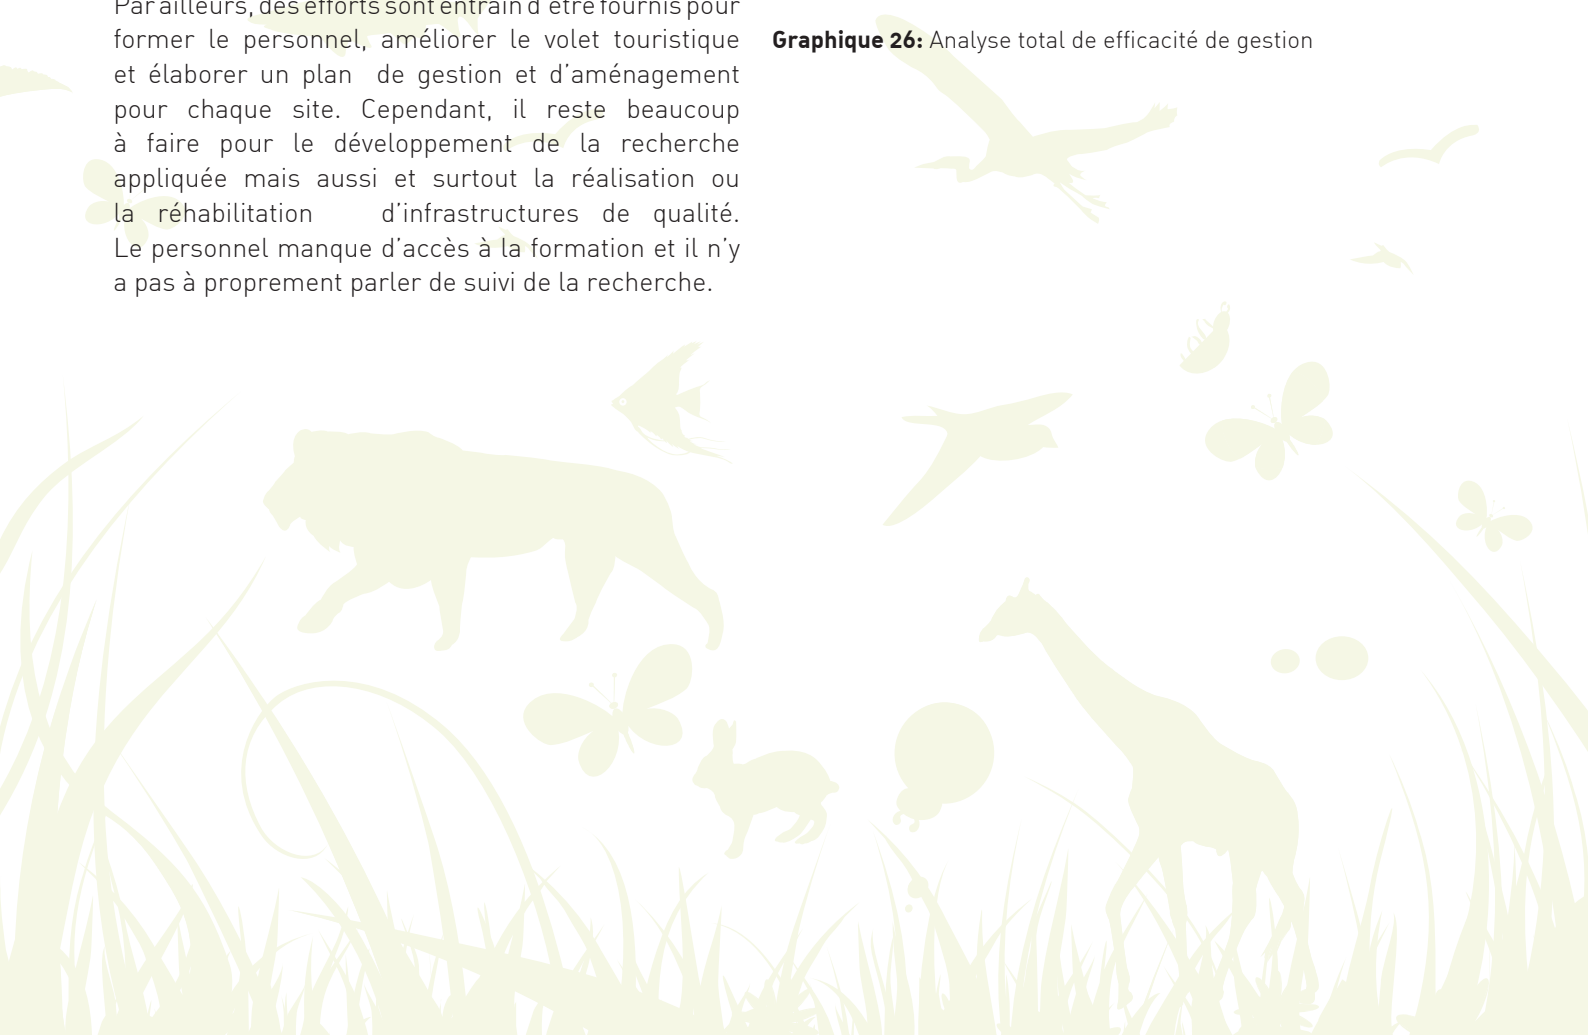 Par ailleurs, des efforts sont entrain d'être fournis pour
former le personnel, améliorer le volet touristique
et élaborer un plan de gestion et d’aménagement
pour chaque site. Cependant, il reste beaucoup
à faire pour le développement de la recherche
appliquée mais aussi et surtout la réalisation ou
la réhabilitation d’infrastructures de qualité.
Le personnel manque d’accès à la formation et il n’y
a pas à proprement parler de suivi de la recherche.
Graphique 26: Analyse total de efficacité de gestion